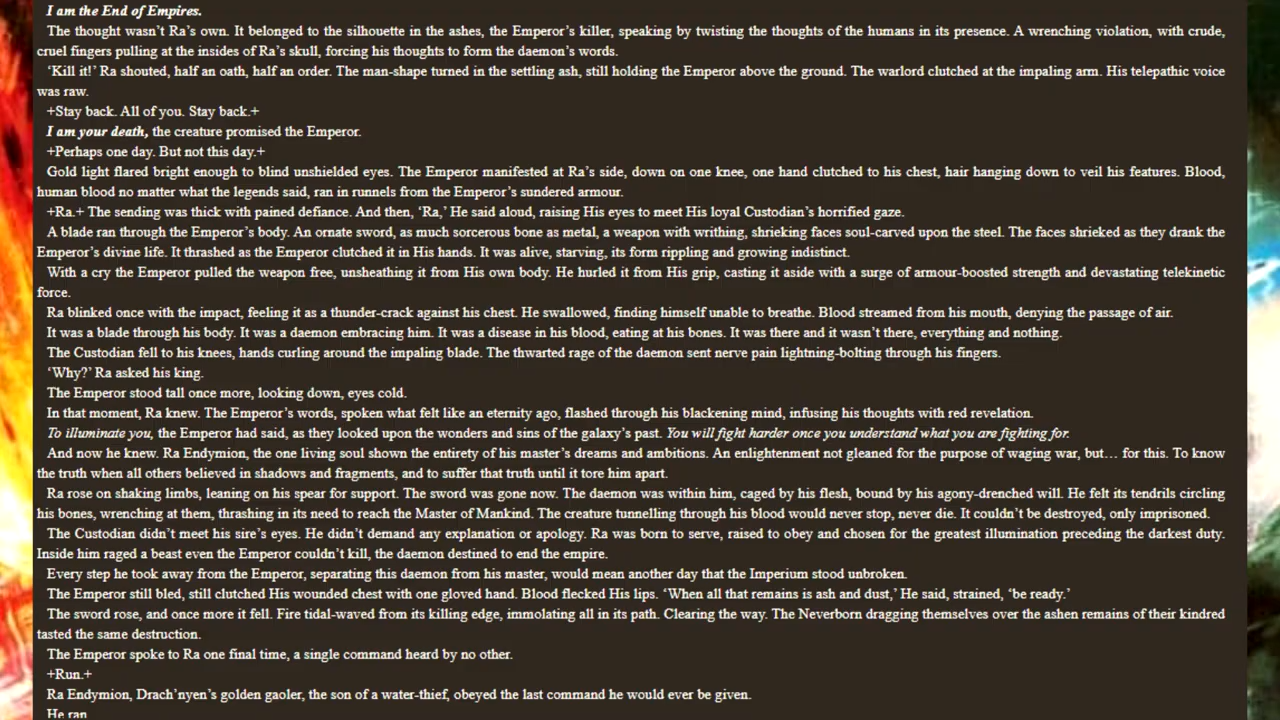 I am the End of Empires.
The thought wasn't Ra's own. It belonged to the silhouette in the ashes, the Emperor's killer, speaking by twisting the thoughts of the humans in its presence. A wrenching violation, with crude,
cruel fingers pulling at the insides of Ra's skull, forcing his thoughts to form the daemon's words.
‘Kill it!’ Ra shouted, half an oath, half an order. The man-shape turned in the settling ash, still holding the Emperor above the ground. The warlord clutched at the impaling arm. His telepathic voice
was raw.
+Stay back. All of you. Stay back.+
I am your death, the creature promised the Emperor.
+Perhaps one day. But not this day.+
Gold light flared bright enough to blind unshielded eyes. The Emperor manifested at Ra's side, down on one knee, one hand clutched to his chest, hair hanging down to veil his features. Blood,
human blood no matter what the legends said, ran in runnels from the Emperor's sundered armour.
+Ra.+ The sending was thick with pained defiance. And then, ‘Ra,’ He said aloud, raising His eyes to meet His loyal Custodian's horrified gaze.
A blade ran through the Emperor's body. An ornate sword, as much sorcerous bone as metal, a weapon with writhing, shrieking faces soul-carved upon the steel. The faces shrieked as they drank the
Emperor's divine life. It thrashed as the Emperor clutched it in His hands. It was alive, starving, its form rippling and growing indistinct.
With a cry the Emperor pulled the weapon free, unsheathing it from His own body. He hurled it from His grip, casting it aside with a surge of armour-boosted strength and devastating telekinetic
force.
Ra blinked once with the impact, feeling it as a thunder-crack against his chest. He swallowed, finding himself unable to breathe. Blood streamed from his mouth, denying the passage of air.
It was a blade through his body. It was a daemon embracing him. It was a disease in his blood, eating at his bones. It was there and it wasn't there, everything and nothing.
The Custodian fell to his knees, hands curling around the impaling blade. The thwarted rage of the daemon sent nerve pain lightning-bolting through his fingers.
‘Why?’ Ra asked his king.
The Emperor stood tall once more, looking down, eyes cold.
In that moment, Ra knew. The Emperor's words, spoken what felt like an eternity ago, flashed through his blackening mind, infusing his thoughts with red revelation.
To illuminate you, the Emperor had said, as they looked upon the wonders and sins of the galaxy's past. You will fight harder once you understand what you are fighting for.
And now he knew. Ra Endymion, the one living soul shown the entirety of his master's dreams and ambitions. An enlightenment not gleaned for the purpose of waging war, but… for this. To know
the truth when all others believed in shadows and fragments, and to suffer that truth until it tore him apart.
Ra rose on shaking limbs, leaning on his spear for support. The sword was gone now. The daemon was within him, caged by his flesh, bound by his agony-drenched will. He felt its tendrils circling
his bones, wrenching at them, thrashing in its need to reach the Master of Mankind. The creature tunnelling through his blood would never stop, never die. It couldn't be destroyed, only imprisoned.
The Custodian didn't meet his sire's eyes. He didn't demand any explanation or apology. Ra was born to serve, raised to obey and chosen for the greatest illumination preceding the darkest duty.
Inside him raged a beast even the Emperor couldn't kill, the daemon destined to end the empire.
Every step he took away from the Emperor, separating this daemon from his master, would mean another day that the Imperium stood unbroken.
The Emperor still bled, still clutched His wounded chest with one gloved hand. Blood flecked His lips. ‘When all that remains is ash and dust,’ He said, strained, ‘be ready.’
The sword rose, and once more it fell. Fire tidal-waved from its killing edge, immolating all in its path. Clearing the way. The Neverborn dragging themselves over the ashen remains of their kindred
tasted the same destruction.
The Emperor spoke to Ra one final time, a single command heard by no other.
+Run.+
Ra Endymion, Drach'nyen's golden gaoler, the son of a water-thief, obeyed the last command he would ever be given.
He ran